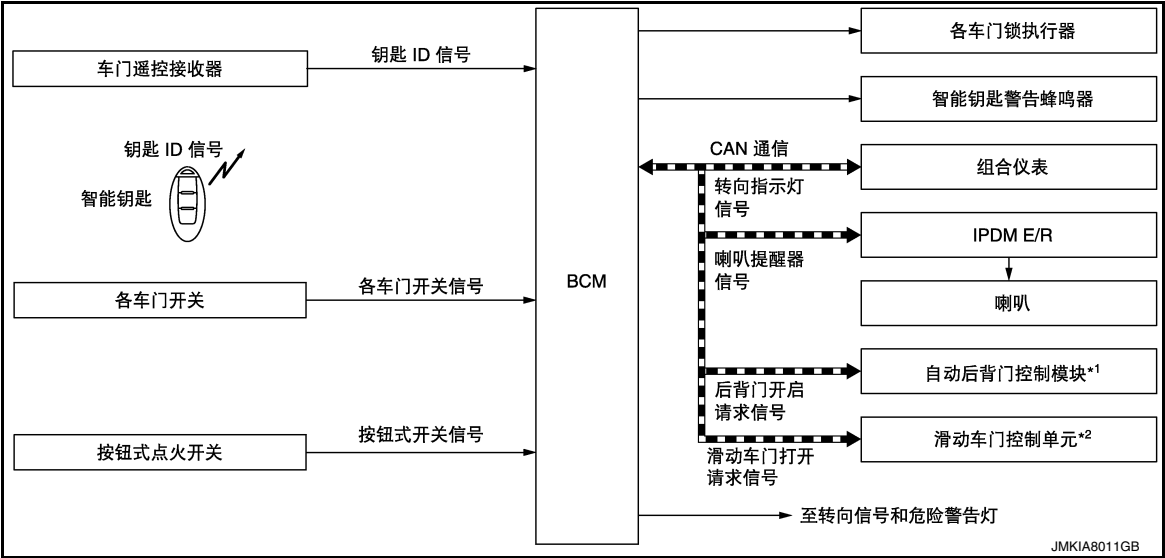 各车门锁执行器
钥匙 ID 信号
车门遥控接收器
智能钥匙警告蜂鸣器
CAN 通信
钥匙 ID 信号
组合仪表
智能钥匙
转向指示灯
信号
IPDM E/R
喇叭提醒器
信号
BCM
各车门开关信号
各车门开关
喇叭
自动后背门控制模块*1
后背门开启
请求信号
按钮式开关信号
按钮式点火开关
滑动车门控制单元*2
滑动车门打开
请求信号
至转向信号和危险警告灯
JMKIA8011GB